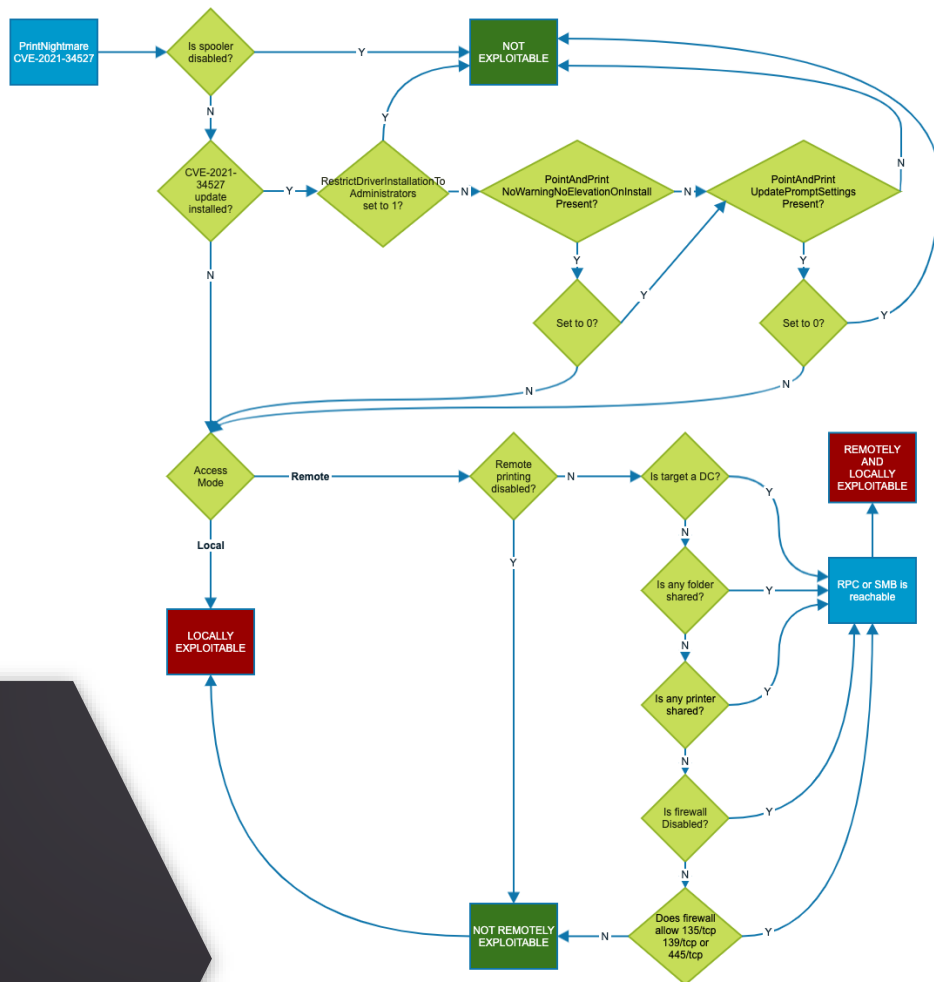 PrintNightmare
CVE-2021-34527
Is spooler
disabled?
Y
NOT
EXPLOITABLE
N
Y
CVE-2021-
34527
update
installed?
Y
RestrictDriverInstallationTo
Administrators
set to 1?
N
PointAndPrint
NoWarningNoElevationOnInstall
Present?
N
PointAndPrint
UpdatePromptSettings
Present?
N
N
Y
Y
Set to 0?
Y
Set to 0?
Y
N
N
Access
Mode
Remote
Remote
printing
disabled?
N
Is target a DC?
Y
REMOTELY
AND
LOCALLY
EXPLOITABLE
Local
N
Y
Is any folder
shared?
Y
RPC or SMB is
reachable
LOCALLY
EXPLOITABLE
N
Is any printer
shared?
Y
N
Is firewall
Disabled?
Y
N
NOT REMOTELY
EXPLOITABLE
N
Does firewall
allow 135/tcp
139/tcp or
445/tcp
Y